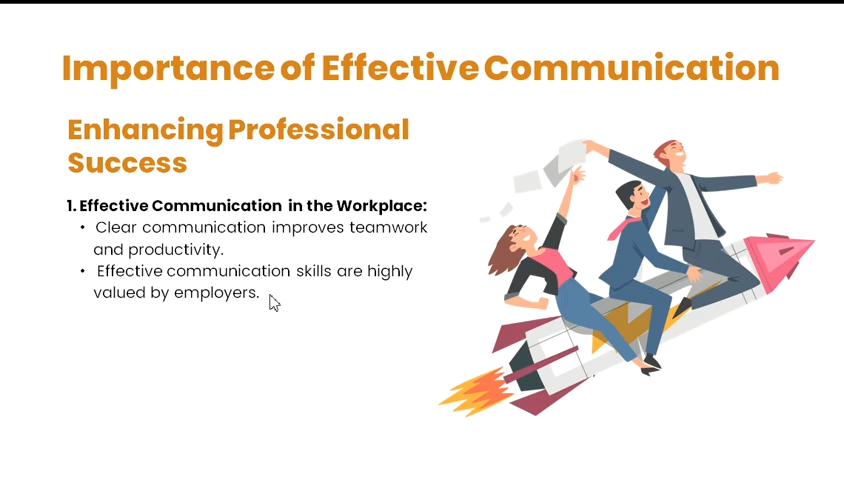 Importance of Effective Communication
Enhancing Professional
Success
1. Effective Communication in the Workplace:
• Clear communication improves teamwork
and productivity.
• Effective communication skills are highly
valued by employers.